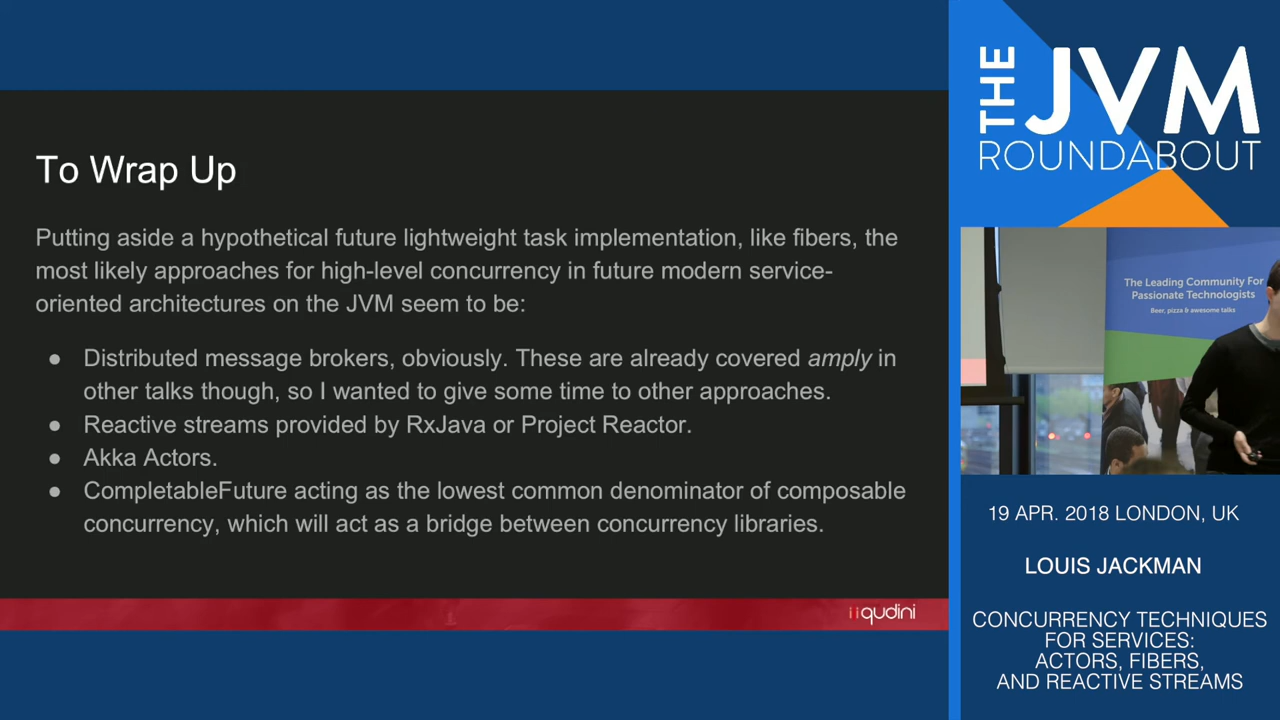 To Wrap Up
Putting aside a hypothetical future lightweight task implementation, like fibers, the
most likely approaches for high-level concurrency in future modern service-
oriented architectures on the JVM seem to be:
● Distributed message brokers, obviously. These are already covered amply in
other talks though, so I wanted to give some time to other approaches.
● Reactive streams provided by RxJava or Project Reactor.
● Akka Actors.
● CompletableFuture acting as the lowest common denominator of composable
concurrency, which will act as a bridge between concurrency libraries.
qudini
THE JVM
ROUNDABOUT
The Leading Community For
Passionate Technologists
Beer, pizza & awesome talks
19 APR. 2018 LONDON, UK
LOUIS JACKMAN
CONCURRENCY TECHNIQUES
FOR SERVICES:
ACTORS, FIBERS,
AND REACTIVE STREAMS